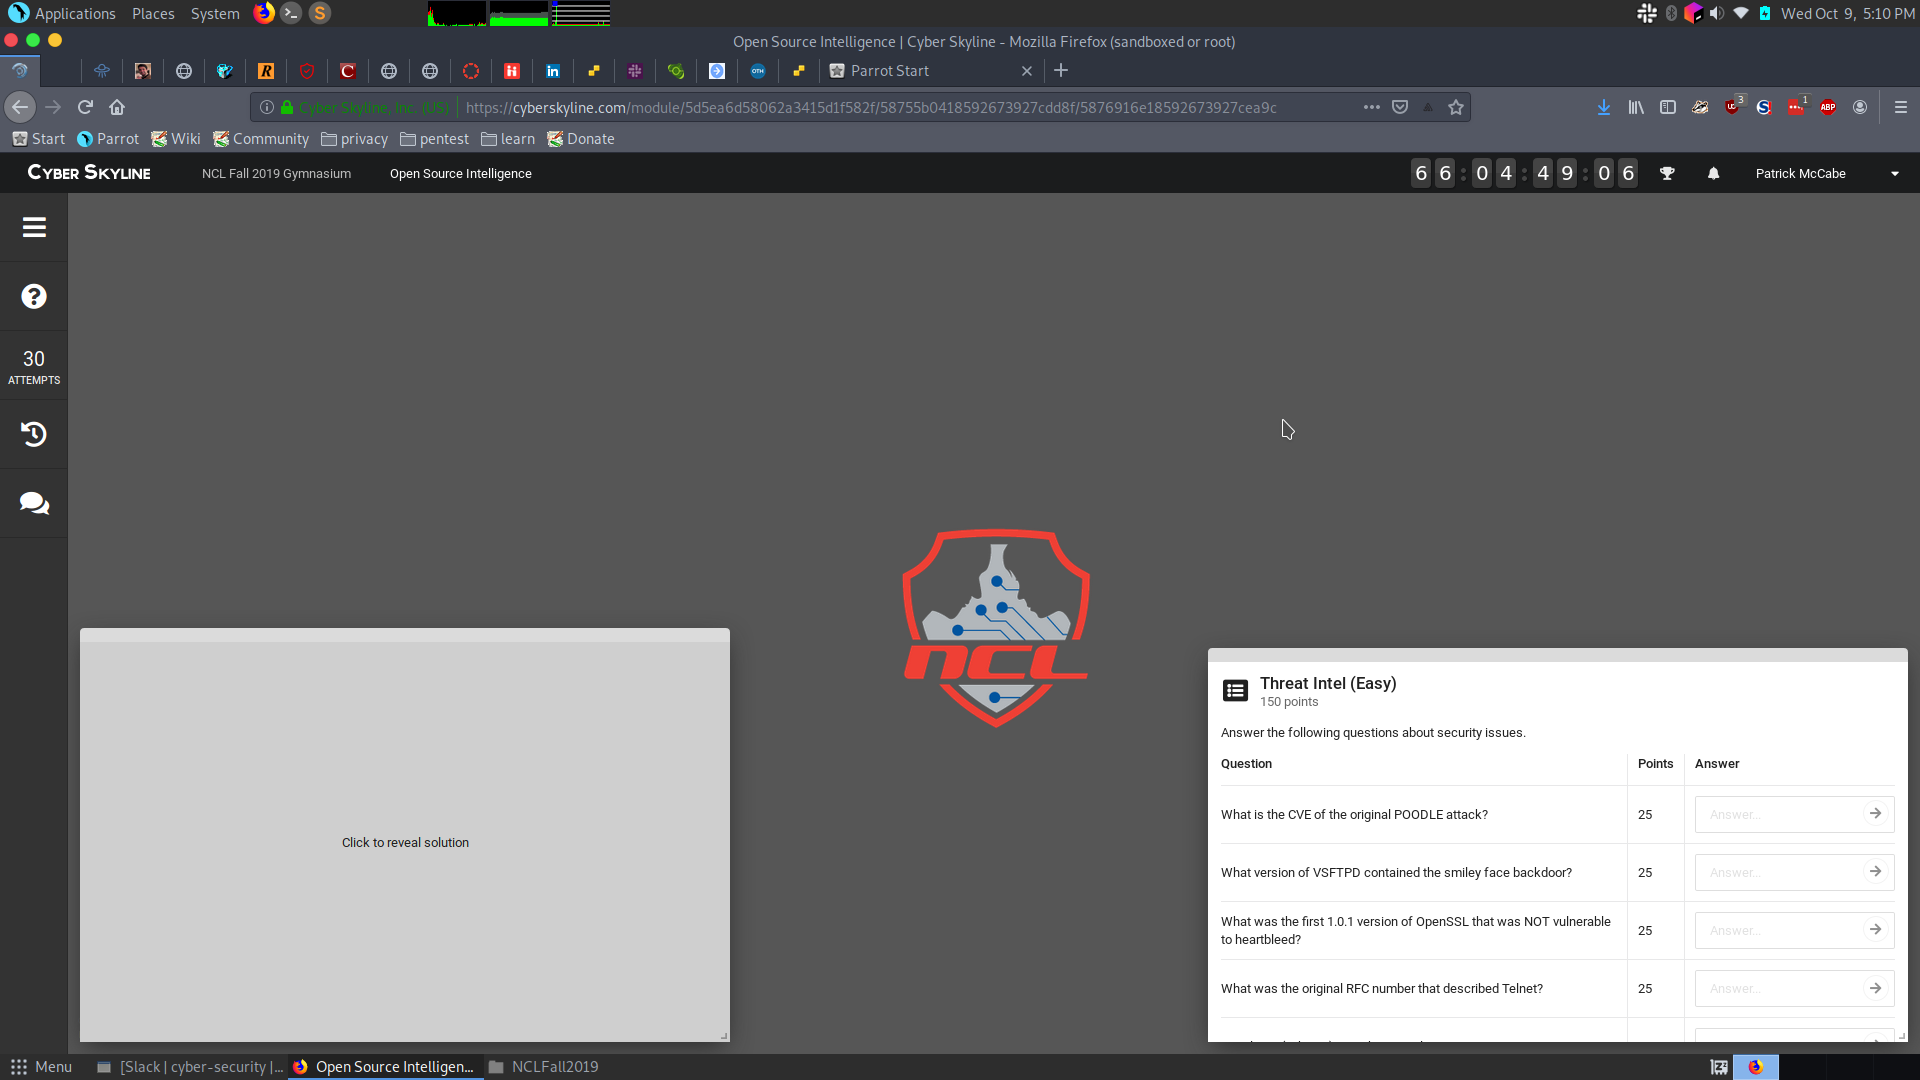 Applications Places System S Wed Oct 9, 5:10 PM
Open Source Intelligence | Cyber Skyline - Mozilla Firefox (sandboxed or root)
R C in OTH Parrot Start
Cyber Skyline, Inc. (US) https://cyberskyline.com/module/5d5ea6d58062a3415d1f582f/58755b0418592673927cdd8f/5876916e18592673927cea9c 3 S 1 ABP
Start Parrot Wiki Community privacy pentest learn Donate
CYBER SKYLINE NCL Fall 2019 Gymnasium Open Source Intelligence 66:04:49:06 Patrick McCabe
30
ATTEMPTS
NCL
Click to reveal solution
Threat Intel (Easy)
150 points
Answer the following questions about security issues.
Question Points Answer
What is the CVE of the original POODLE attack? 25 Answer...
What version of VSFTPD contained the smiley face backdoor? 25 Answer...
What was the first 1.0.1 version of OpenSSL that was NOT vulnerable
to heartbleed? 25 Answer...
What was the original RFC number that described Telnet? 25 Answer...
Menu [Slack | cyber-security |... Open Source Intelligen... NCLFall2019